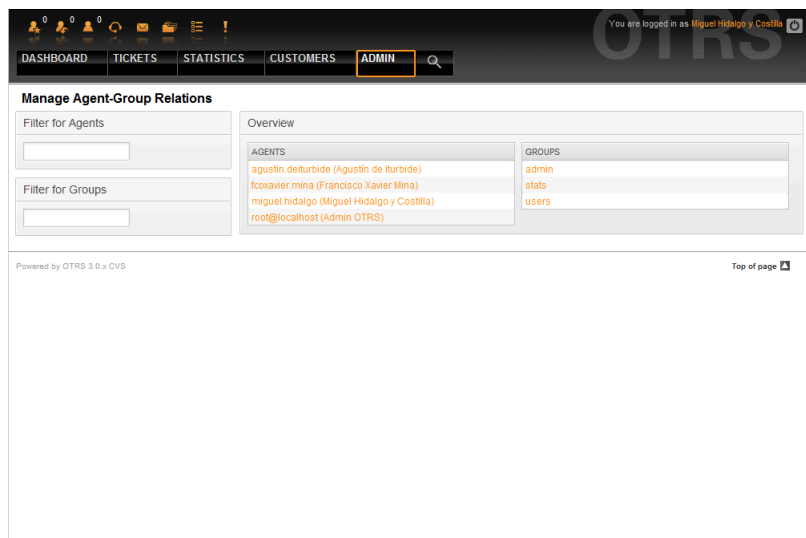 0 0 0
You are logged in as Miguel Hidalgo y Costilla
OTRS
DASHBOARD TICKETS STATISTICS CUSTOMERS ADMIN
Manage Agent-Group Relations
Filter for Agents
Filter for Groups
Overview
AGENTS
agustin.deiturbide (Agustín de Iturbide)
fcoxavier.mina (Francisco Xavier Mina)
miguel.hidalgo (Miguel Hidalgo y Costilla)
root@localhost (Admin OTRS)
GROUPS
admin
stats
users
Powered by OTRS 3.0.x CVS
Top of page